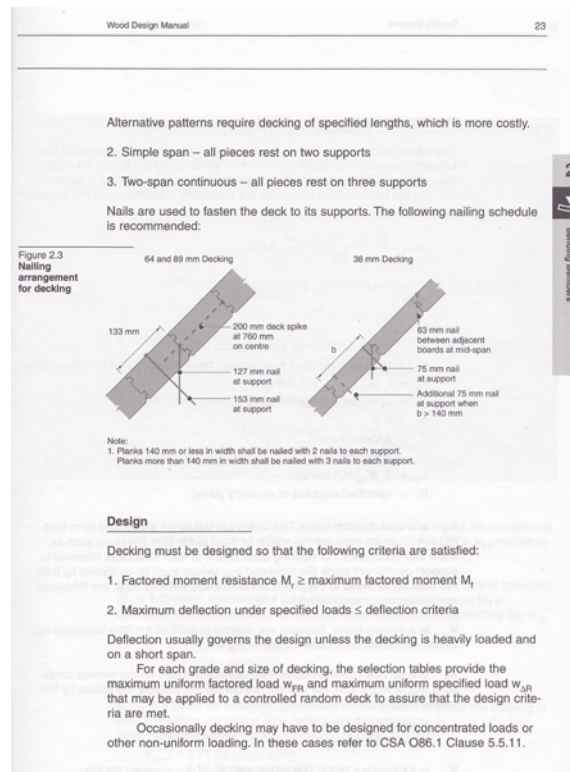 Wood Design Manual 23
Alternative patterns require decking of specified lengths, which is more costly.
2. Simple span – all pieces rest on two supports
3. Two-span continuous – all pieces rest on three supports
Nails are used to fasten the deck to its supports. The following nailing schedule
is recommended:
2
Bending Members
Figure 2.3
Nailing
arrangement
for decking
64 and 89 mm Decking
133 mm
200 mm deck spike
at 760 mm
on centre
127 mm nail
at support
153 mm nail
at support
38 mm Decking
b
63 mm nail
between adjacent
boards at mid-span
75 mm nail
at support
Additional 75 mm nail
at support when
b > 140 mm
Note:
1. Planks 140 mm or less in width shall be nailed with 2 nails to each support.
Planks more than 140 mm in width shall be nailed with 3 nails to each support.
Design
Decking must be designed so that the following criteria are satisfied:
1. Factored moment resistance Mr ≥ maximum factored moment Mf
2. Maximum deflection under specified loads ≤ deflection criteria
Deflection usually governs the design unless the decking is heavily loaded and
on a short span.
For each grade and size of decking, the selection tables provide the
maximum uniform factored load wFR and maximum uniform specified load wΔR
that may be applied to a controlled random deck to assure that the design crite-
ria are met.
Occasionally decking may have to be designed for concentrated loads or
other non-uniform loading. In these cases refer to CSA O86.1 Clause 5.5.11.